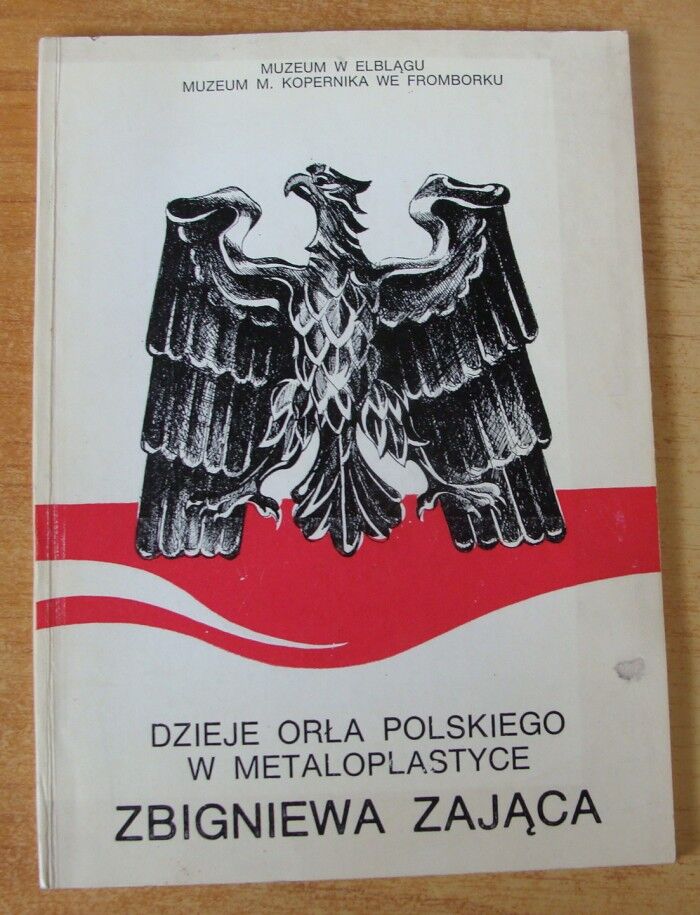 MUZEUM W ELBLĄGU
MUZEUM M. KOPERNIKA WE FROMBORKU
DZIEJE ORŁA POLSKIEGO
W METALOPLASTYCE
ZBIGNIEWA ZAJĄCA